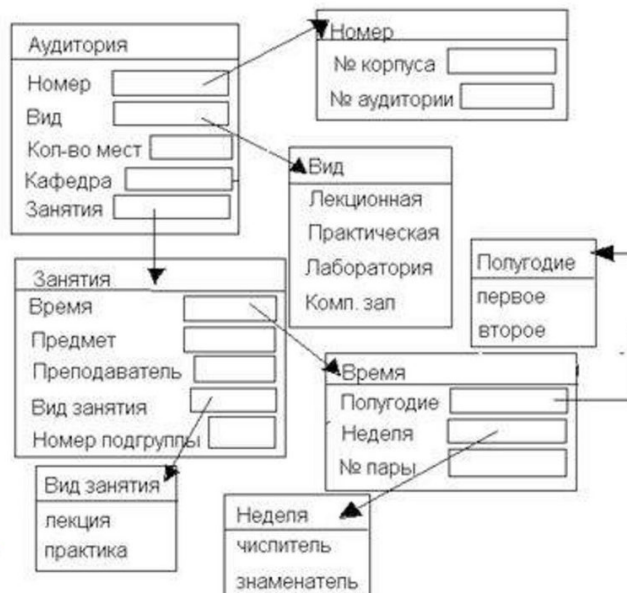 Аудитория
Номер
Вид
Кол-во мест
Кафедра
Занятия
Номер
№ корпуса
№ аудитории
Вид
Лекционная
Практическая
Лаборатория
Комп. зал
Полугодие
первое
второе
Занятия
Время
Предмет
Преподаватель
Вид занятия
Номер подгруппы
Время
Полугодие
Неделя
№ пары
Вид занятия
лекция
практика
Неделя
числитель
знаменатель